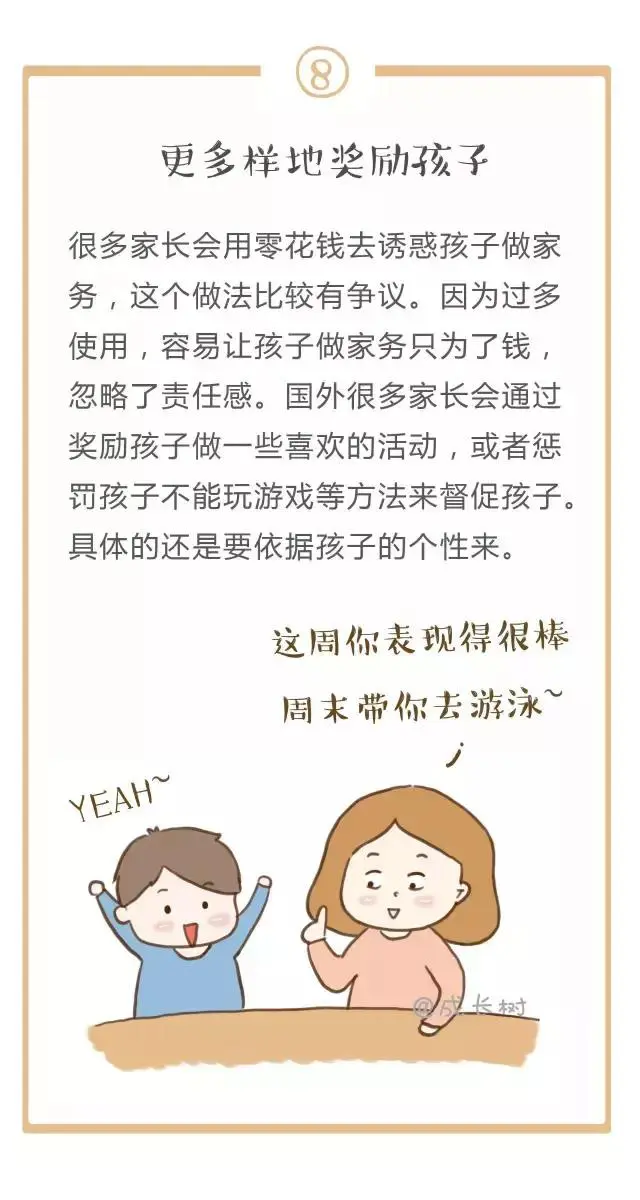 8
更多样地奖励孩子
很多家长会用零花钱去诱惑孩子做家
务，这个做法比较有争议。因为过多
使用，容易让孩子做家务只为了钱，
忽略了责任感。国外很多家长会通过
奖励孩子做一些喜欢的活动，或者惩
罚孩子不能玩游戏等方法来督促孩子。
具体的还是要依据孩子的个性来。
这周你表现得很棒
周末带你去游泳~
YEAH~
@成长树